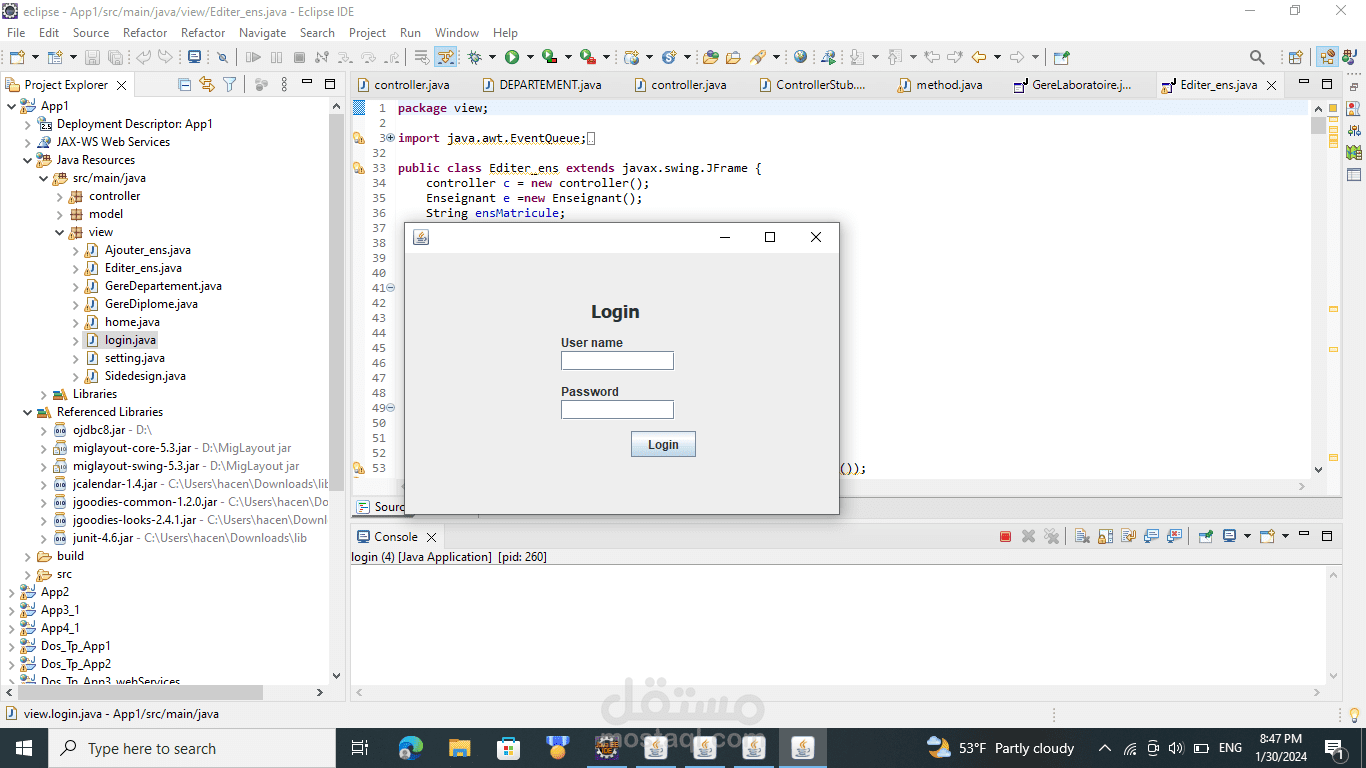 eclipse - App1/src/main/java/view/Editer_ens.java - Eclipse IDE
File Edit Source Refactor Refactor Navigate Search Project Run Window Help
Project Explorer
controller.java DEPARTEMENT.java controller.java ControllerStub.... method.java GereLaboratoire.j... Editer_ens.java
App1
Deployment Descriptor: App1
JAX-WS Web Services
Java Resources
src/main/java
controller
model
view
Ajouter_ens.java
Editer_ens.java
GereDepartement.java
GereDiplome.java
home.java
login.java
setting.java
Sidedesign.java
Libraries
Referenced Libraries
ojdbc8.jar - D:\
miglayout-core-5.3.jar - D:\MigLayout jar
miglayout-swing-5.3.jar - D:\MigLayout jar
jcalendar-1.4.jar - C:\Users\hacen\Downloads\lib
jgoodies-common-1.2.0.jar - C:\Users\hacen\Do
jgoodies-looks-2.4.1.jar - C:\Users\hacen\Downl
junit-4.6.jar - C:\Users\hacen\Downloads\lib
build
src
App2
App3_1
App4_1
Dos_Tp_App1
Dos_Tp_App2
Dos_Tp_App3_webServices
1 package view;
2
3 import java.awt.EventQueue;
32
33 public class Editer_ens extends javax.swing.JFrame {
34 controller c = new controller();
35 Enseignant e =new Enseignant();
36 String ensMatricule;
37
38
39
40
41
42
43
44
45
46
47
48
49
50
51
52
53 ());
Login
User name
Password
Login
Sourc
Console
login (4) [Java Application] [pid: 260]
view.login.java - App1/src/main/java
مستقل
mostaql.com
Type here to search
53°F Partly cloudy
ENG
8:47 PM
1/30/2024
1